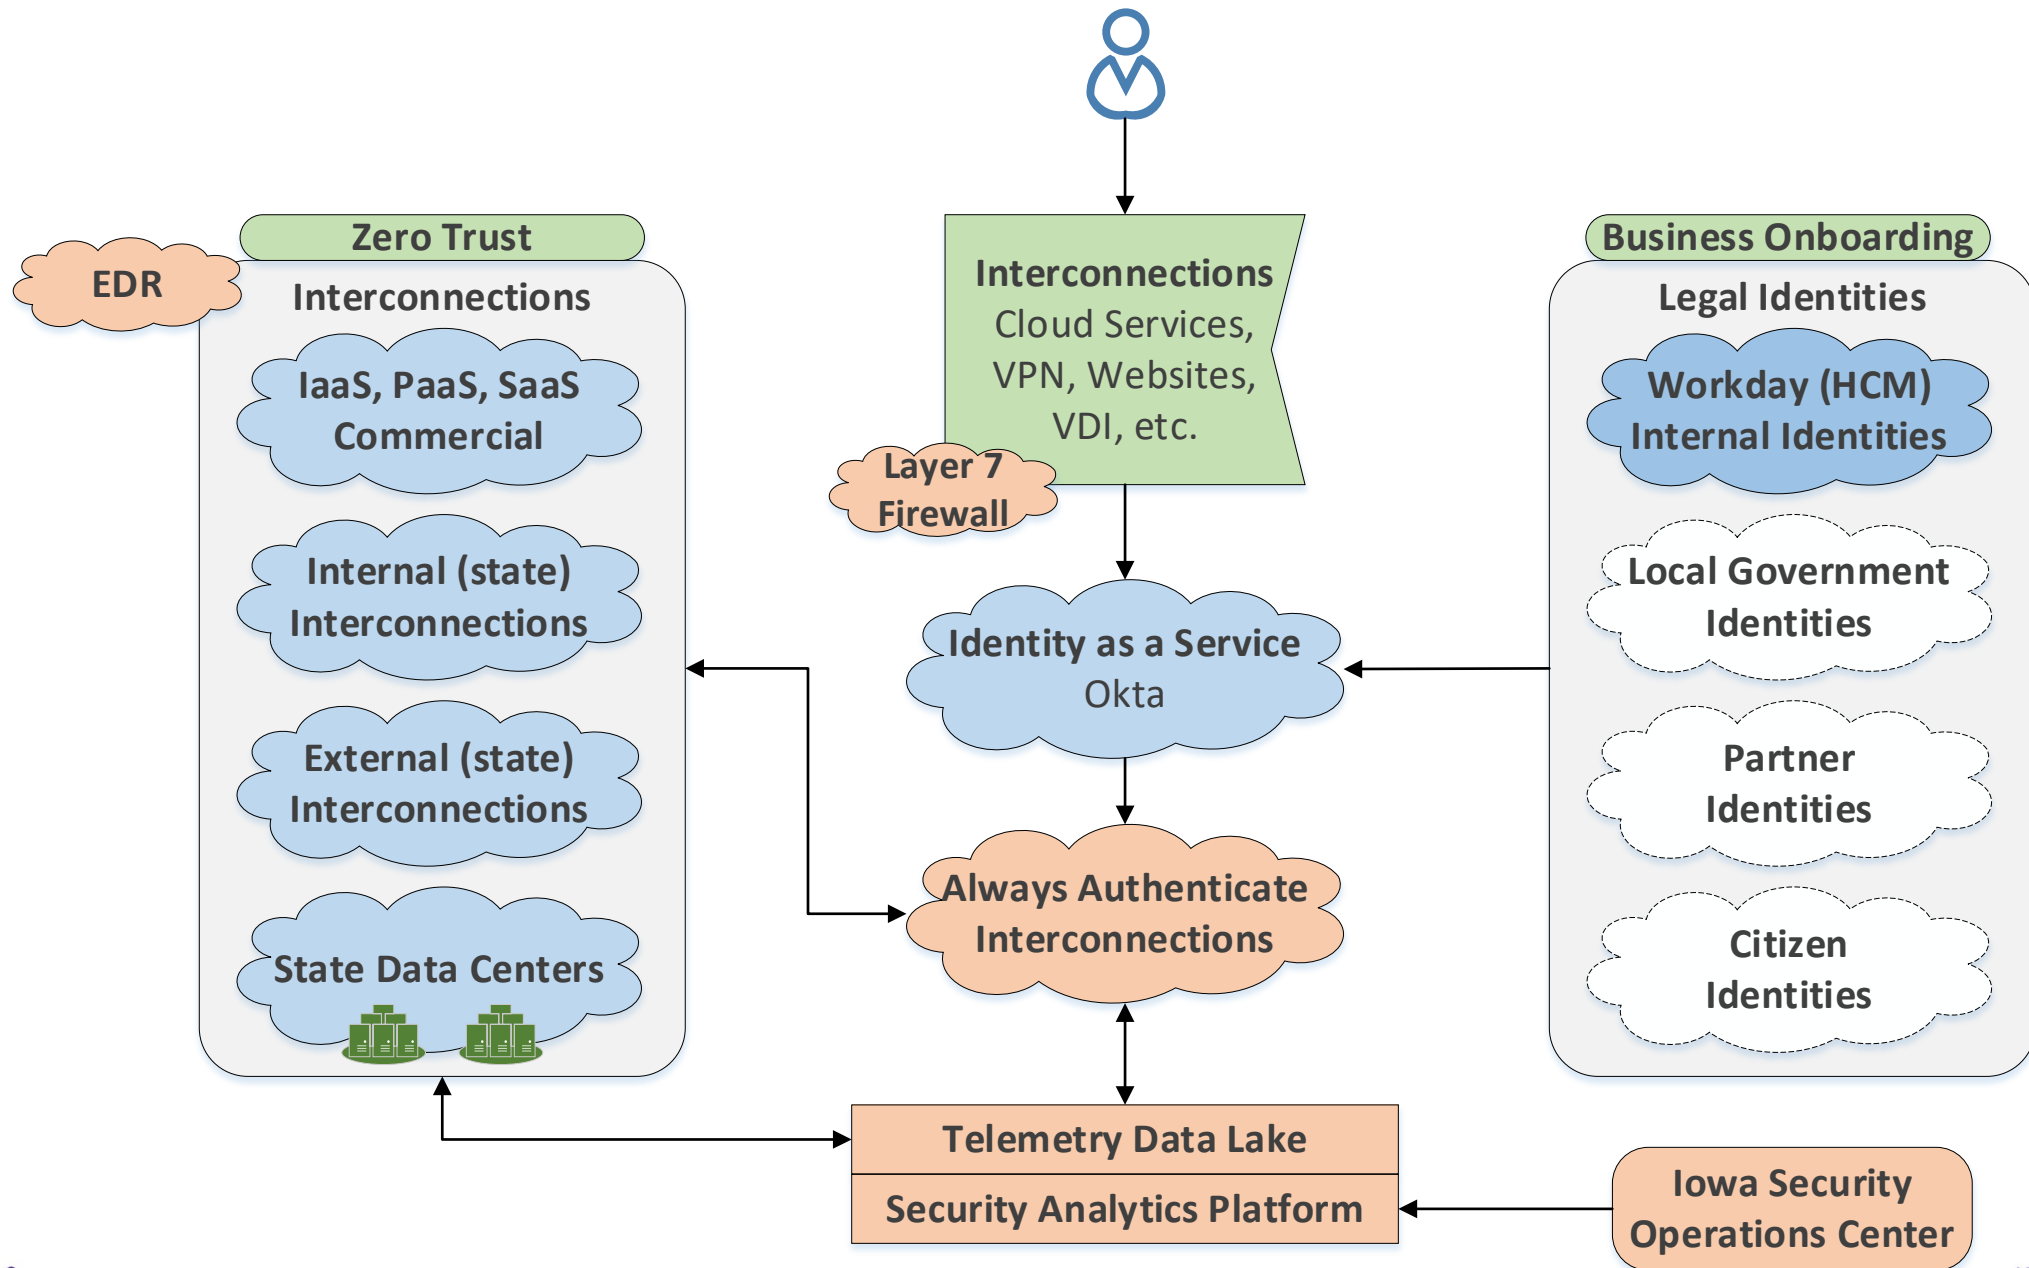 Zero Trust
EDR
Interconnections
IaaS, PaaS, SaaS
Commercial
Internal (state)
Interconnections
External (state)
Interconnections
State Data Centers
Interconnections
Cloud Services,
VPN, Websites,
VDI, etc.
Layer 7
Firewall
Identity as a Service
Okta
Always Authenticate
Interconnections
Telemetry Data Lake
Security Analytics Platform
Business Onboarding
Legal Identities
Workday (HCM)
Internal Identities
Local Government
Identities
Partner
Identities
Citizen
Identities
Iowa Security
Operations Center